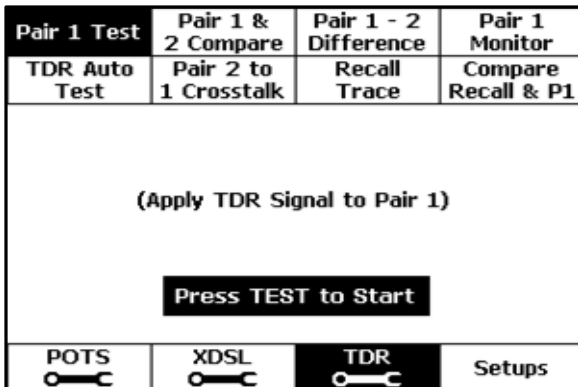 Pair 1 Test
Pair 1 &
2 Compare
Pair 1 - 2
Difference
Pair 1
Monitor
TDR Auto
Test
Pair 2 to
1 Crosstalk
Recall
Trace
Compare
Recall & P1
(Apply TDR Signal to Pair 1)
Press TEST to Start
POTS
XDSL
TDR
Setups